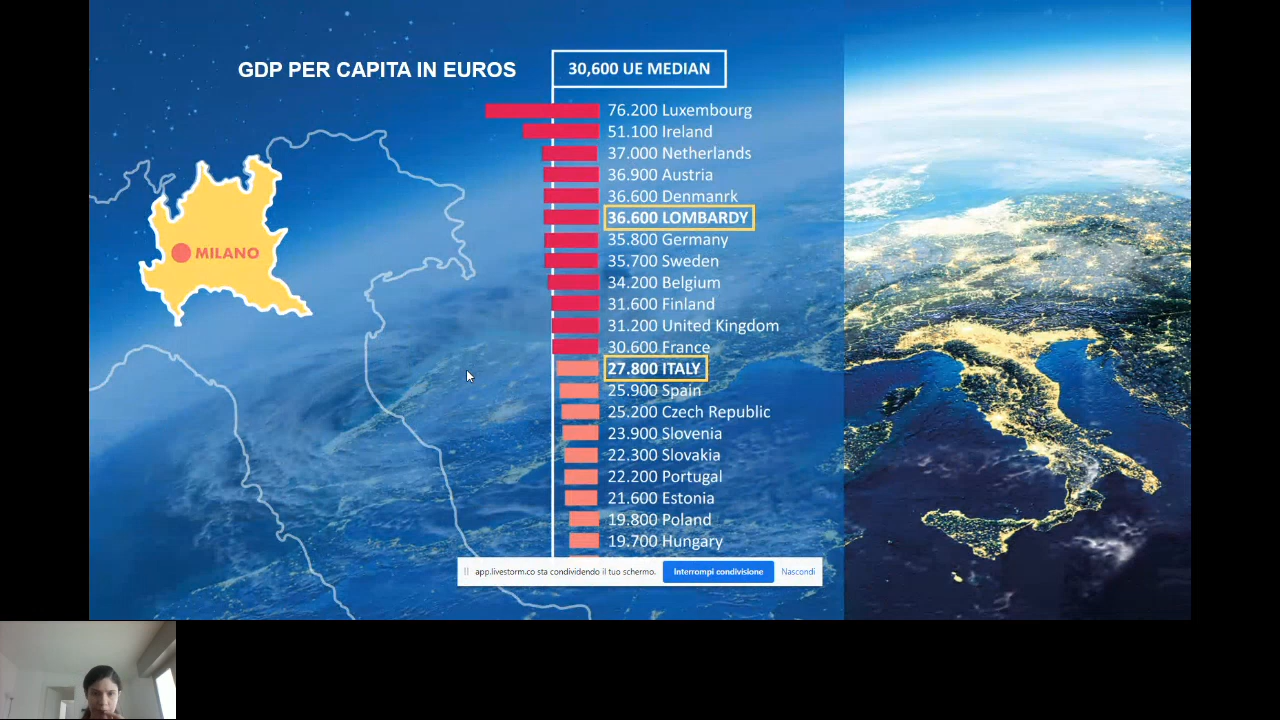 GDP PER CAPITA IN EUROS
30,600 UE MEDIAN
76.200 Luxembourg
51.100 Ireland
37.000 Netherlands
36.900 Austria
36.600 Denmanrk
36.600 LOMBARDY
35.800 Germany
35.700 Sweden
34.200 Belgium
31.600 Finland
31.200 United Kingdom
30.600 France
27.800 ITALY
25.900 Spain
25.200 Czech Republic
23.900 Slovenia
22.300 Slovakia
22.200 Portugal
21.600 Estonia
19.800 Poland
19.700 Hungary
MILANO
app.livestorm.co sta condividendo il tuo schermo.
Interrompi condivisione
Nascondi